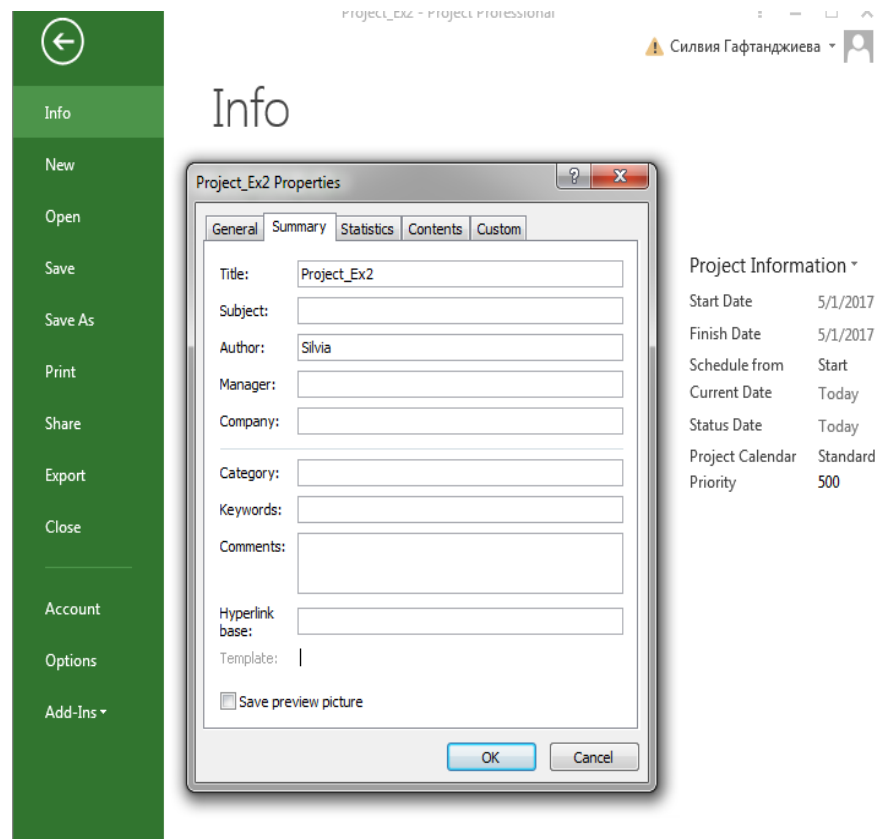 Project_Ex2 - Project Professional
Силвия Гафтанджиева
Info
New
Open
Save
Save As
Print
Share
Export
Close
Account
Options
Add-Ins
Info
Project_Ex2 Properties
General Summary Statistics Contents Custom
Title: Project_Ex2
Subject:
Author: Silvia
Manager:
Company:
Category:
Keywords:
Comments:
Hyperlink
base:
Template:
Save preview picture
OK Cancel
Project Information
Start Date 5/1/2017
Finish Date 5/1/2017
Schedule from Start
Current Date Today
Status Date Today
Project Calendar Standard
Priority 500